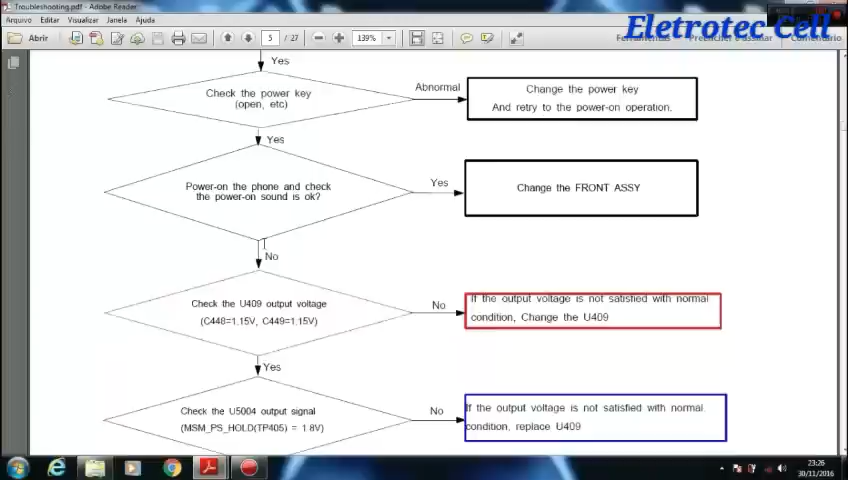 Troubleshooting.pdf - Adobe Reader
Eletrotec Cell
Arquivo Editar Visualizar Janela Ajuda
Abrir
5 / 27
139%
Ferramentas Preencher e assinar Comentário
Yes
Check the power key
(open, etc)
Abnormal
Change the power key
And retry to the power-on operation.
Yes
Power-on the phone and check
the power-on sound is ok?
Yes
Change the FRONT ASSY
No
Check the U409 output voltage
(C448=1.15V, C449=1.15V)
No
If the output voltage is not satisfied with normal
condition, Change the U409
Yes
Check the U5004 output signal
(MSM_PS_HOLD(TP405) = 1.8V)
No
If the output voltage is not satisfied with normal.
condition, replace U409
23:26
30/11/2016